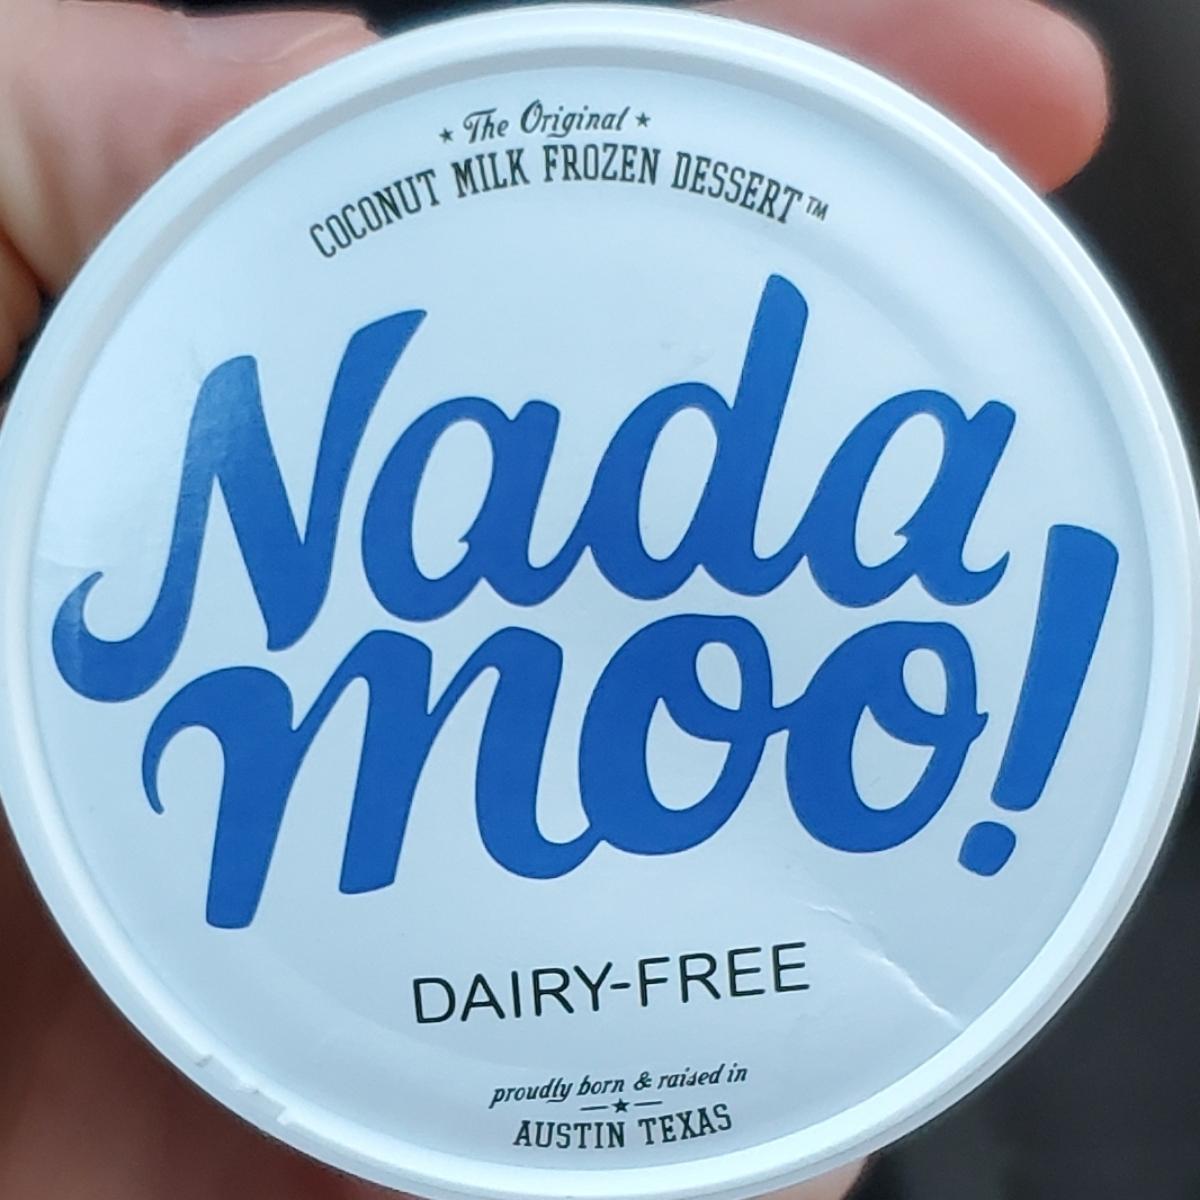 ★ The Original ★
COCONUT MILK FROZEN DESSERT™
Nada
moo!
DAIRY-FREE
proudly born & raised in
★
AUSTIN TEXAS